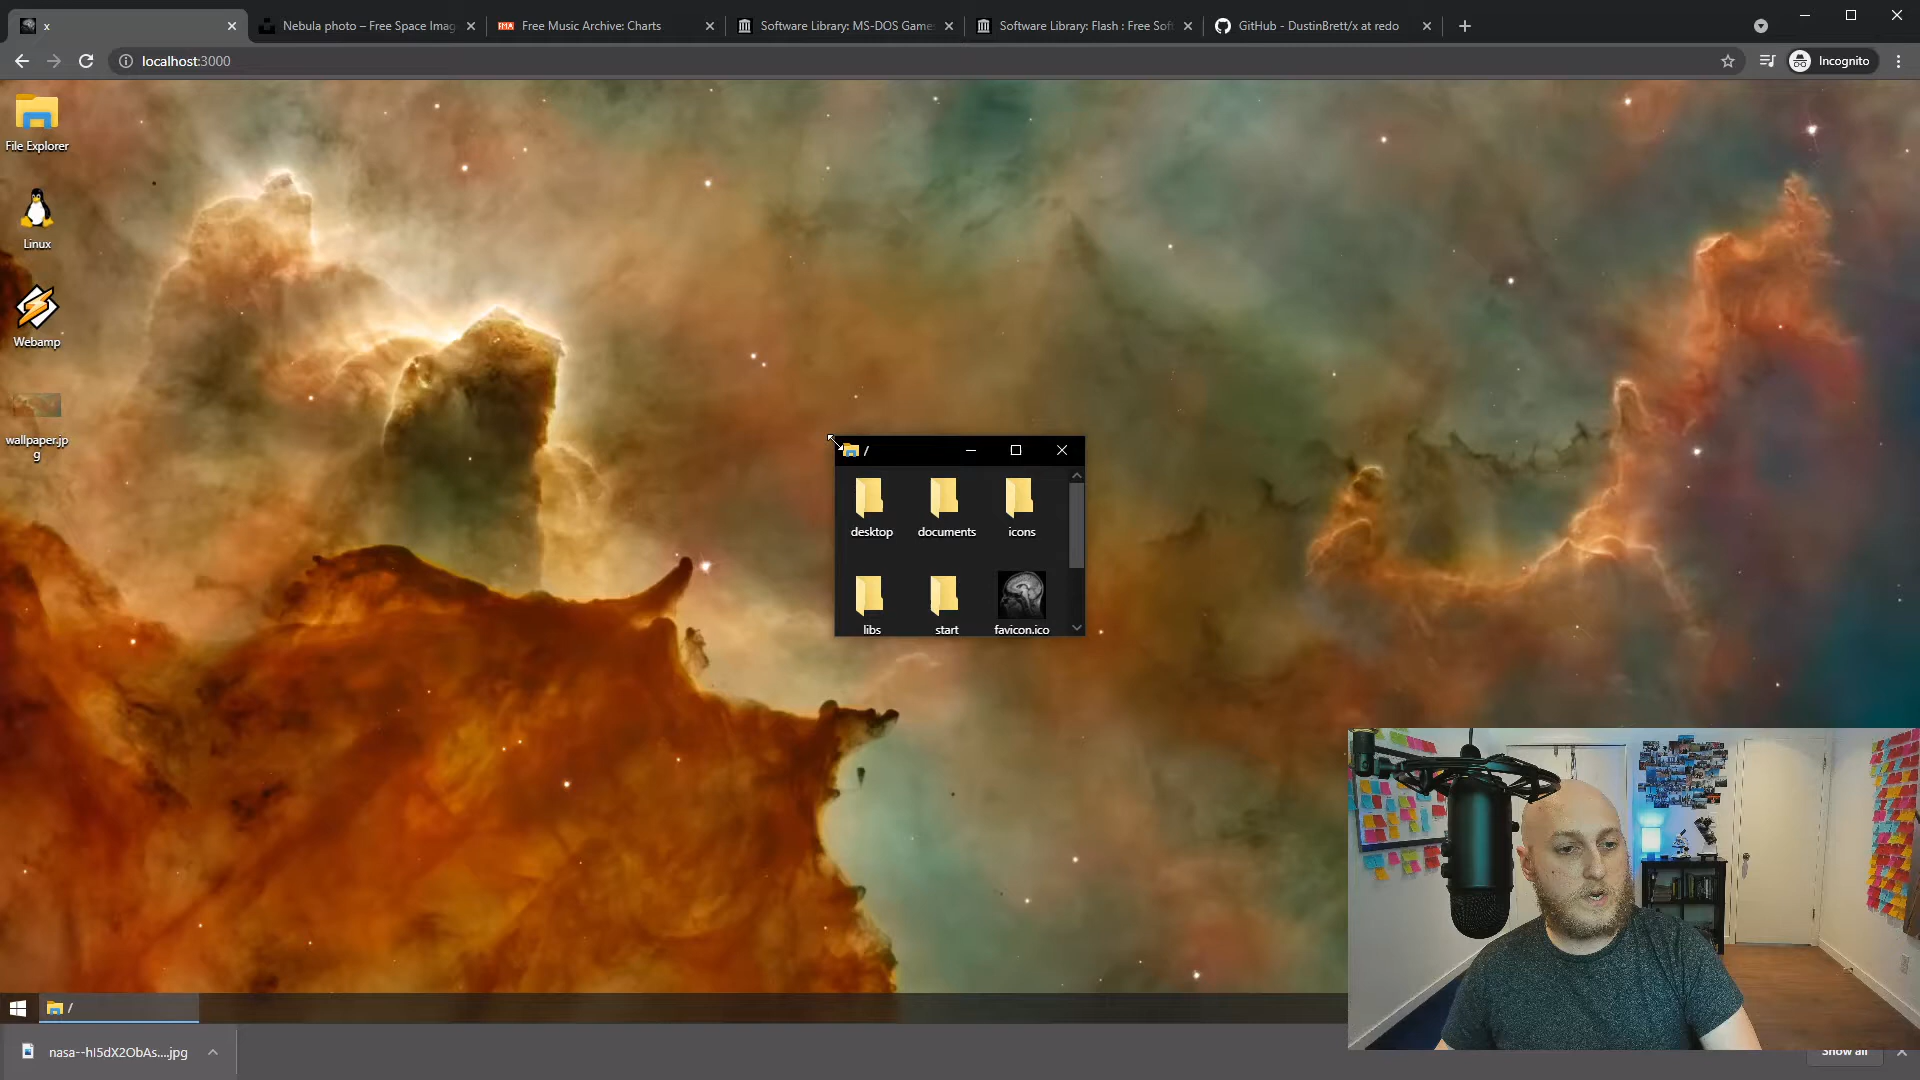 x
Nebula photo – Free Space Imag
FMA
Free Music Archive: Charts
Software Library: MS-DOS Game
Software Library: Flash : Free Soft
GitHub - DustinBrett/x at redo
localhost:3000
Incognito
File Explorer
Linux
Webamp
wallpaper.jp
g
/
desktop
documents
icons
libs
start
favicon.ico
/
nasa--hI5dX2ObAs....jpg
Show all